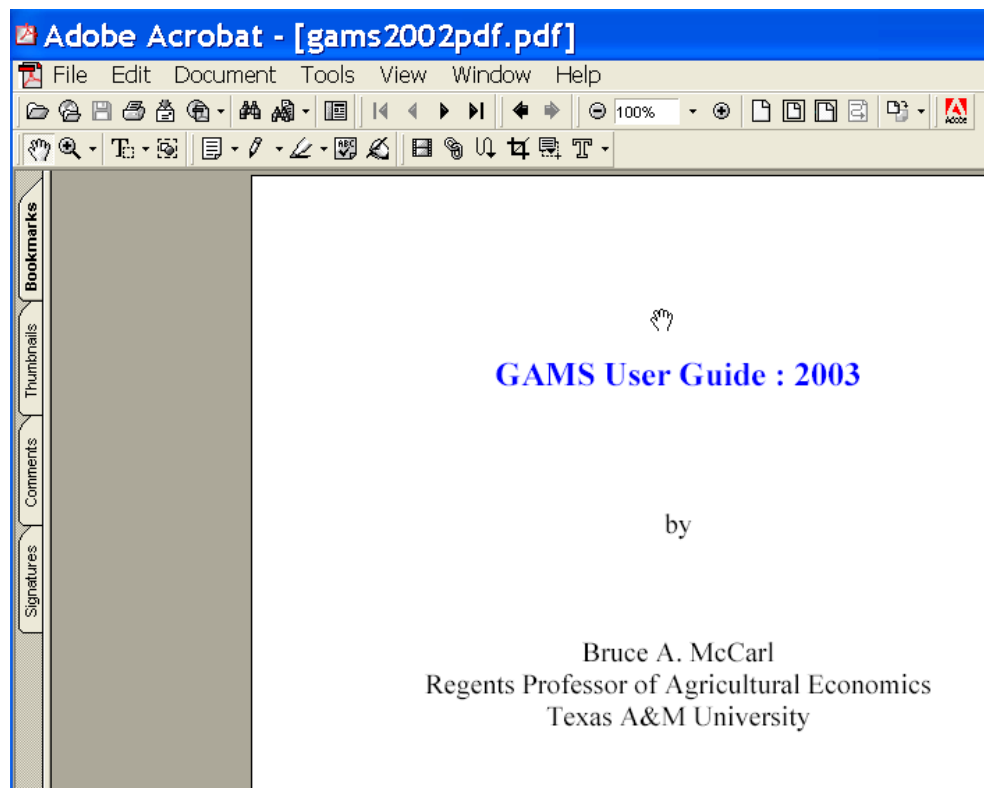 Adobe Acrobat - [gams2002pdf.pdf]
File Edit Document Tools View Window Help
100%
Adobe
Bookmarks
Thumbnails
Comments
Signatures
GAMS User Guide : 2003
by
Bruce A. McCarl
Regents Professor of Agricultural Economics
Texas A&M University